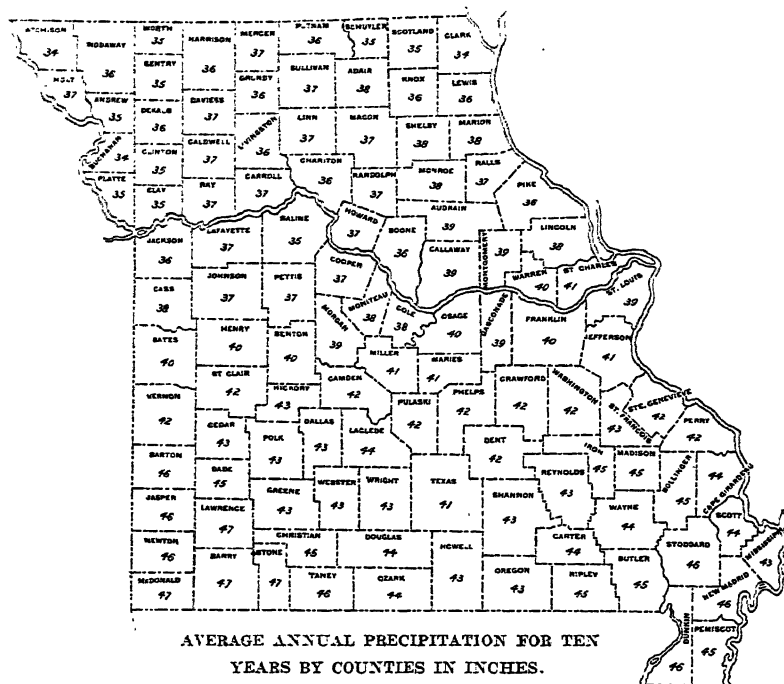 ATCHISON
34
NODAWAY
36
WORTH
35
HARRISON
36
MERCER
37
PUTNAM
36
SCHUYLER
35
SCOTLAND
35
CLARK
34
HOLT
37
GENTRY
35
GRUNDY
36
SULLIVAN
37
ADAIR
38
KNOX
36
LEWIS
36
ANDREW
35
DEKALB
36
DAVIESS
37
LIVINGSTON
36
LINN
37
MACON
37
SHELBY
38
MARION
38
BUCHANAN
34
CLINTON
35
CALDWELL
37
CHARITON
36
RANDOLPH
37
MONROE
38
RALLS
37
PIKE
36
PLATTE
35
CLAY
35
RAY
37
CARROLL
37
AUDRAIN
39
JACKSON
36
LAFAYETTE
37
SALINE
35
HOWARD
37
BOONE
36
CALLAWAY
39
MONTGOMERY
39
LINCOLN
38
WARREN
40
ST. CHARLES
41
ST. LOUIS
39
CASS
38
JOHNSON
37
PETTIS
37
COOPER
37
MONITEAU
38
COLE
38
OSAGE
40
GASCONADE
39
FRANKLIN
40
JEFFERSON
41
BATES
40
HENRY
40
BENTON
40
MORGAN
39
MILLER
41
MARIES
41
VERNON
42
ST CLAIR
42
HICKORY
43
CAMDEN
42
PULASKI
42
PHELPS
42
CRAWFORD
42
WASHINGTON
42
ST FRANCOIS
43
STE. GENEVIEVE
42
PERRY
42
BARTON
46
CEDAR
43
POLK
43
DALLAS
43
LACLEDE
44
DENT
42
IRON
45
MADISON
45
BOLLINGER
45
CAPE GIRARDEAU
44
JASPER
46
DADE
45
GREENE
43
WEBSTER
43
WRIGHT
43
TEXAS
41
SHANNON
43
REYNOLDS
43
WAYNE
44
SCOTT
44
MISSISSIPPI
43
LAWRENCE
47
NEWTON
46
CHRISTIAN
45
DOUGLAS
44
HOWELL
43
CARTER
44
BUTLER
45
STODDARD
46
McDONALD
47
BARRY
47
STONE
47
TANEY
46
OZARK
44
OREGON
43
RIPLEY
45
NEW MADRID
46
DUNKIN
46
PEMISCOT
45
AVERAGE ANNUAL PRECIPITATION FOR TEN
YEARS BY COUNTIES IN INCHES.